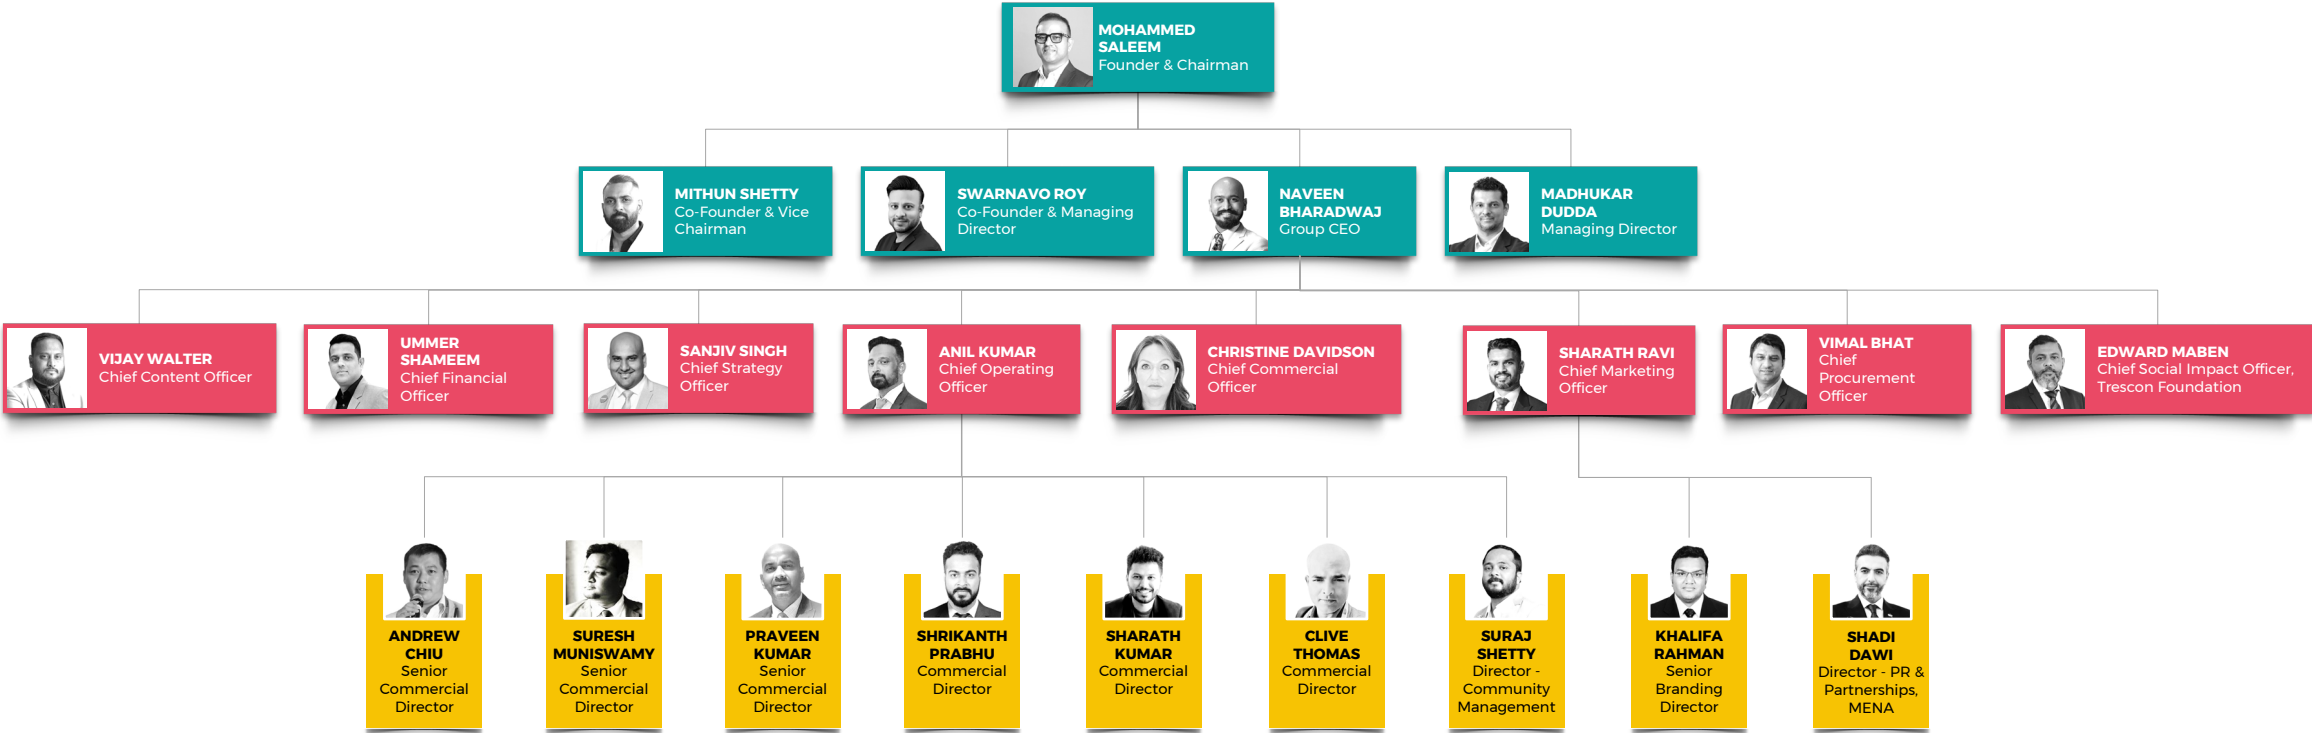 MOHAMMED
SALEEM
Founder & Chairman
MITHUN SHETTY
Co-Founder & Vice
Chairman
SWARNAVO ROY
Co-Founder & Managing
Director
NAVEEN
BHARADWAJ
Group CEO
MADHUKAR
DUDDA
Managing Director
VIJAY WALTER
Chief Content Officer
UMMER
SHAMEEM
Chief Financial
Officer
SANJIV SINGH
Chief Strategy
Officer
ANIL KUMAR
Chief Operating
Officer
CHRISTINE DAVIDSON
Chief Commercial
Officer
SHARATH RAVI
Chief Marketing
Officer
VIMAL BHAT
Chief
Procurement
Officer
EDWARD MABEN
Chief Social Impact Officer,
Trescon Foundation
ANDREW
CHIU
Senior
Commercial
Director
SURESH
MUNISWAMY
Senior
Commercial
Director
PRAVEEN
KUMAR
Senior
Commercial
Director
SHRIKANTH
PRABHU
Commercial
Director
SHARATH
KUMAR
Commercial
Director
CLIVE
THOMAS
Commercial
Director
SURAJ
SHETTY
Director -
Community
Management
KHALIFA
RAHMAN
Senior
Branding
Director
SHADI
DAWI
Director - PR &
Partnerships,
MENA